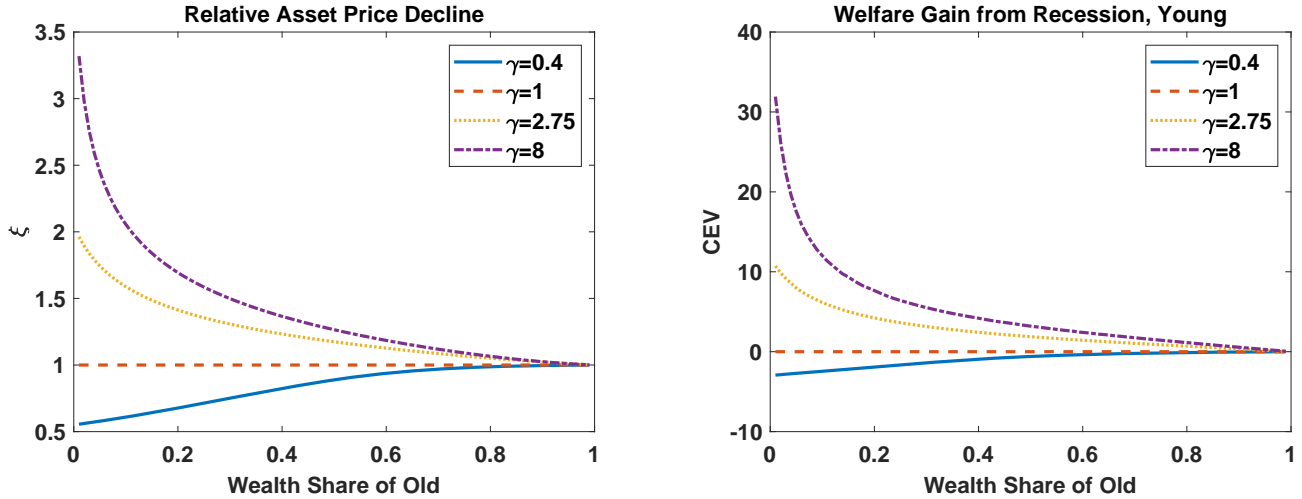 Relative Asset Price Decline
3.5
3
2.5
2
1.5
1
0.5
ξ
0
0.2
0.4
0.6
0.8
1
Wealth Share of Old
γ=0.4
γ=1
γ=2.75
γ=8
Welfare Gain from Recession, Young
40
30
20
10
0
-10
CEV
0
0.2
0.4
0.6
0.8
1
Wealth Share of Old
γ=0.4
γ=1
γ=2.75
γ=8